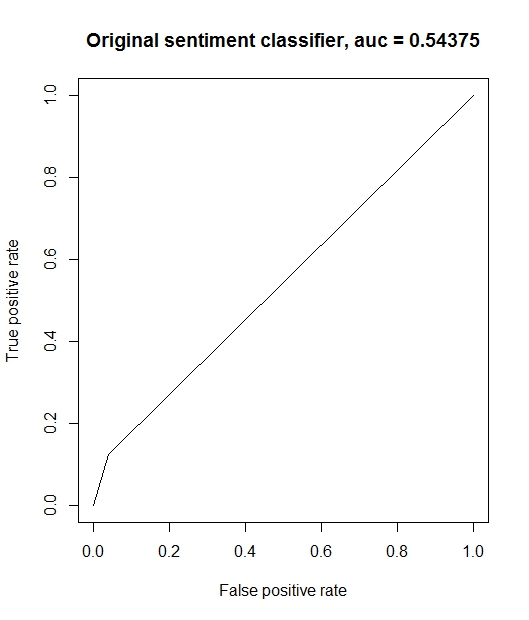 Original sentiment classifier, auc = 0.54375
True positive rate
1.0
0.8
0.6
0.4
0.2
0.0
0.0 0.2 0.4 0.6 0.8 1.0
False positive rate